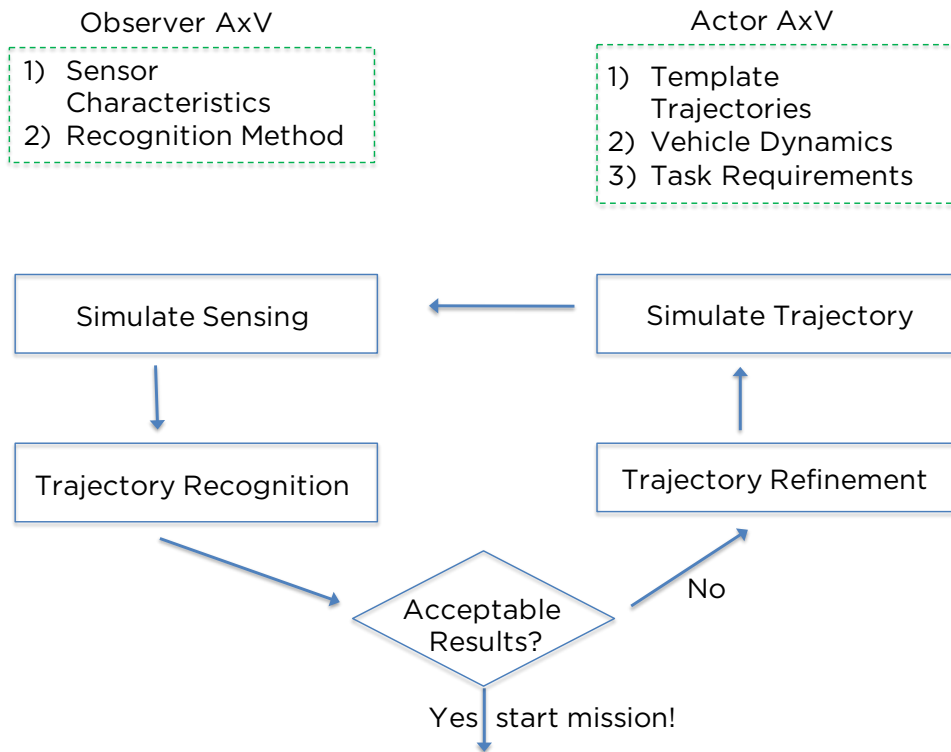 Observer AxV
1) Sensor
Characteristics
2) Recognition Method
Actor AxV
1) Template
Trajectories
2) Vehicle Dynamics
3) Task Requirements
Simulate Sensing
Simulate Trajectory
Trajectory Recognition
Trajectory Refinement
Acceptable
Results?
No
Yes start mission!